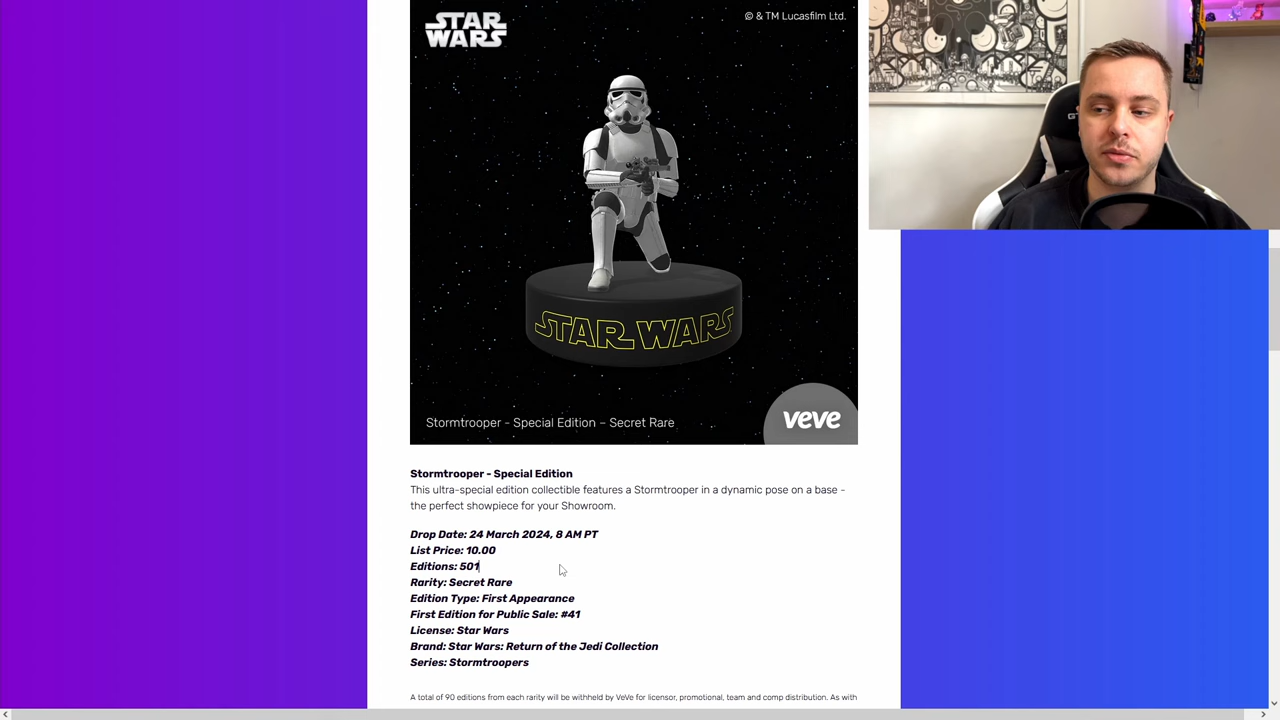 STAR
WARS
© & TM Lucasfilm Ltd.
STAR WARS
Stormtrooper - Special Edition – Secret Rare
veve
Stormtrooper - Special Edition
This ultra-special edition collectible features a Stormtrooper in a dynamic pose on a base -
the perfect showpiece for your Showroom.
Drop Date: 24 March 2024, 8 AM PT
List Price: 10.00
Editions: 501
Rarity: Secret Rare
Edition Type: First Appearance
First Edition for Public Sale: #41
License: Star Wars
Brand: Star Wars: Return of the Jedi Collection
Series: Stormtroopers
A total of 90 editions from each rarity will be withheld by VeVe for licensor, promotional, team and comp distribution. As with